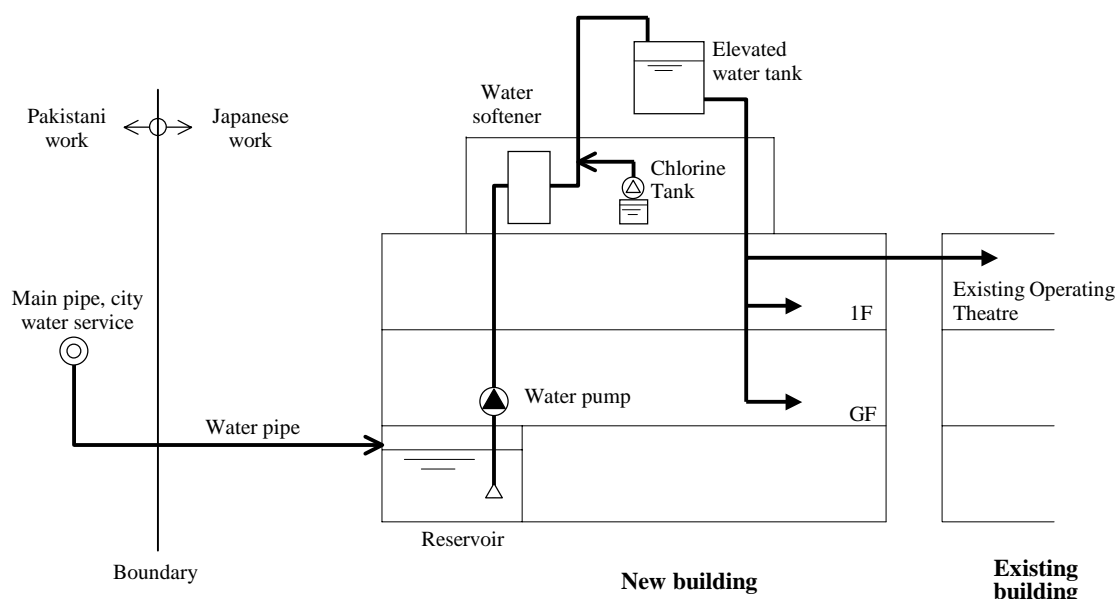 Elevated
water tank
Water
softener
Pakistani
work
Japanese
work
Chlorine
Tank
Main pipe, city
water service
Existing Operating
Theatre
1F
Water pump
GF
Water pipe
Reservoir
Boundary
New building
Existing
building